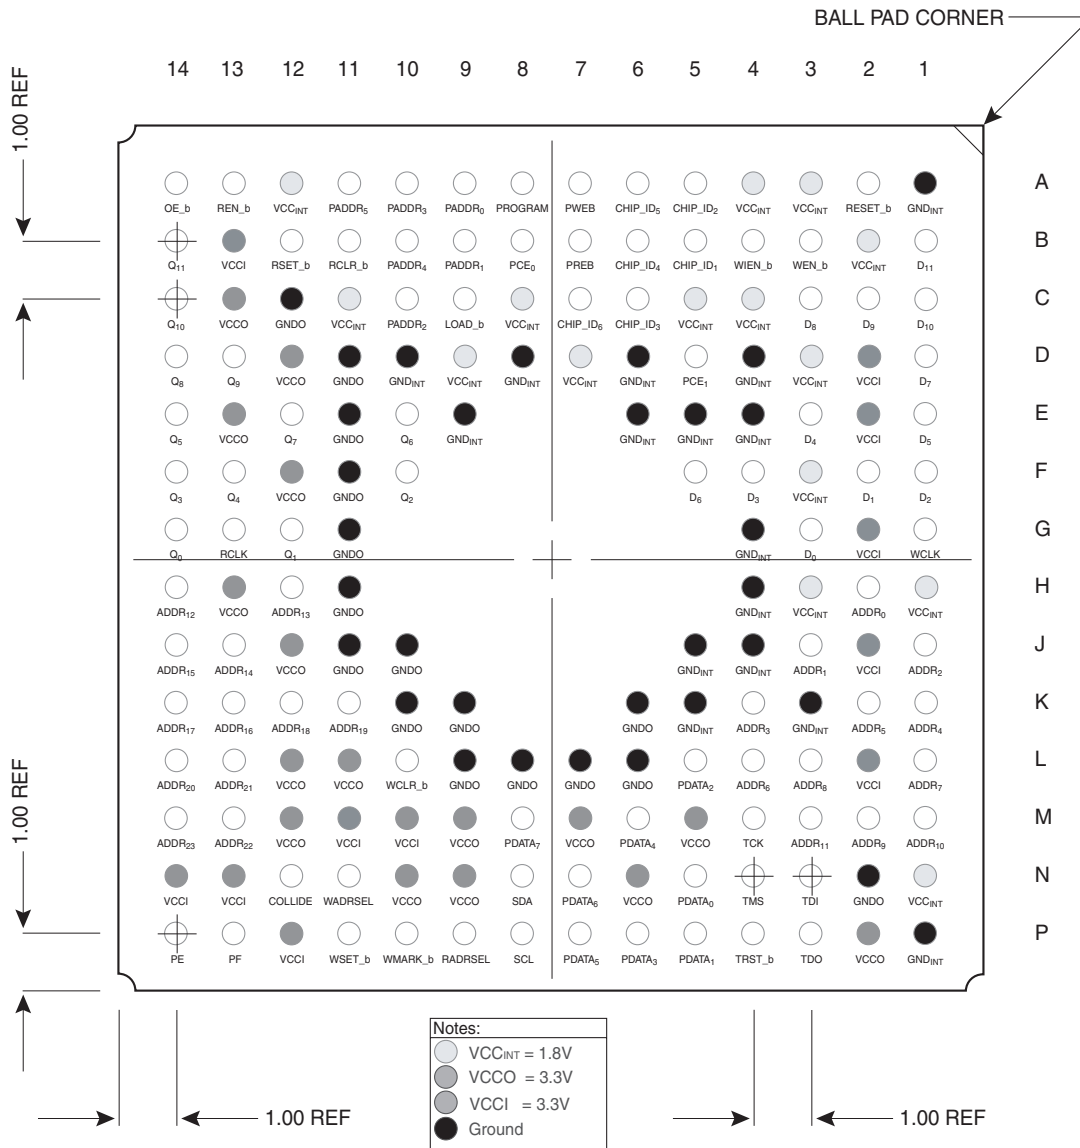 BALL PAD CORNER
14 13 12 11 10 9 8 7 6 5 4 3 2 1
1.00 REF
A
OE_b REN_b VCCINT PADDR5 PADDR3 PADDR0 PROGRAM PWEB CHIP_ID5 CHIP_ID2 VCCINT VCCINT RESET_b GNDINT
B
Q11 VCCI RSET_b RCLR_b PADDR4 PADDR1 PCE0 PREB CHIP_ID4 CHIP_ID1 WIEN_b WEN_b VCCINT D11
C
Q10 VCCO GNDO VCCINT PADDR2 LOAD_b VCCINT CHIP_ID6 CHIP_ID3 VCCINT VCCINT D8 D9 D10
D
Q8 Q9 VCCO GNDO GNDINT VCCINT GNDINT VCCINT GNDINT PCE1 GNDINT VCCINT VCCI D7
E
Q5 VCCO Q7 GNDO Q6 GNDINT GNDINT GNDINT GNDINT D4 VCCI D5
F
Q3 Q4 VCCO GNDO Q2 D6 D3 VCCINT D1 D2
G
Q0 RCLK Q1 GNDO GNDINT D0 VCCI WCLK
H
ADDR12 VCCO ADDR13 GNDO GNDINT VCCINT ADDR0 VCCINT
J
ADDR15 ADDR14 VCCO GNDO GNDO GNDINT GNDINT ADDR1 VCCI ADDR2
K
ADDR17 ADDR16 ADDR18 ADDR19 GNDO GNDO GNDO GNDINT ADDR3 GNDINT ADDR5 ADDR4
L
ADDR20 ADDR21 VCCO VCCO WCLR_b GNDO GNDO GNDO GNDO PDATA2 ADDR6 ADDR8 VCCI ADDR7
1.00 REF
M
ADDR23 ADDR22 VCCO VCCI VCCI VCCO PDATA7 VCCO PDATA4 VCCO TCK ADDR11 ADDR9 ADDR10
N
VCCI VCCI COLLIDE WADRSEL VCCO VCCO SDA PDATA6 VCCO PDATA0 TMS TDI GNDO VCCINT
P
PE PF VCCI WSET_b WMARK_b RADRSEL SCL PDATA5 PDATA3 PDATA1 TRST_b TDO VCCO GNDINT
Notes:
VCCINT = 1.8V
VCCO = 3.3V
VCCI = 3.3V
Ground
1.00 REF
1.00 REF